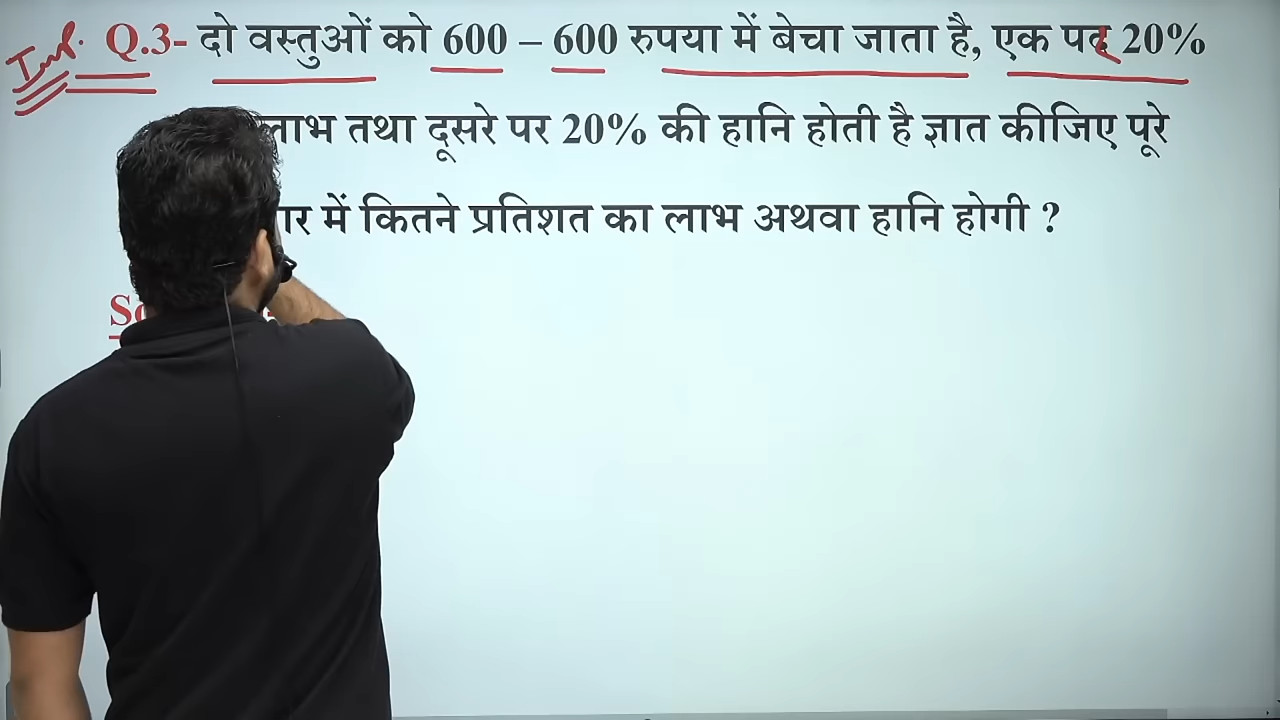 Imp. Q.3- दो वस्तुओं को 600 – 600 रुपया में बेचा जाता है, एक पर 20%
लाभ तथा दूसरे पर 20% की हानि होती है ज्ञात कीजिए पूरे
में कितने प्रतिशत का लाभ अथवा हानि होगी ?